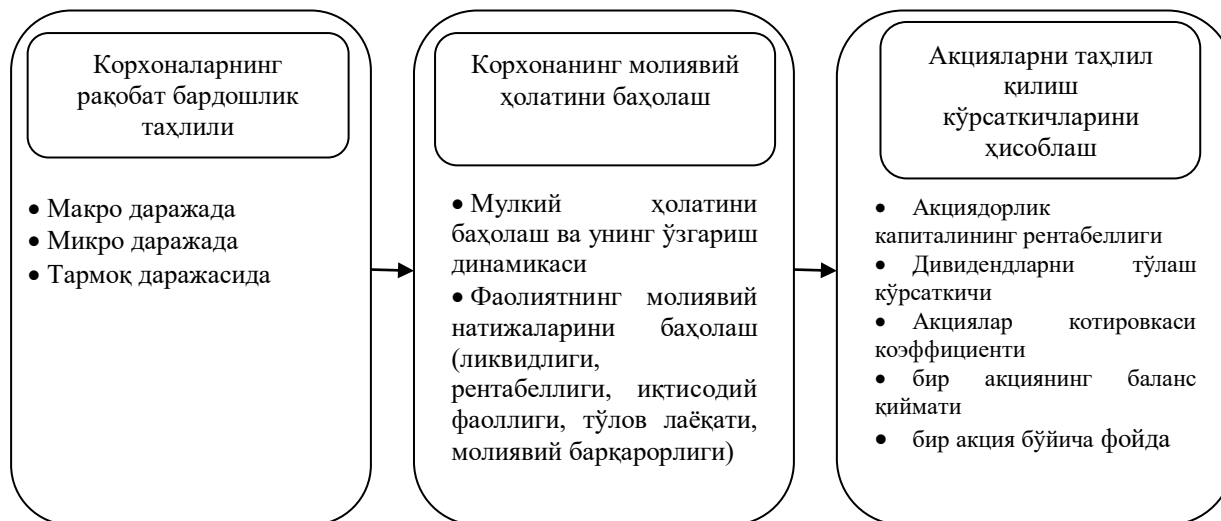 Корхоналарнинг
рақобат бардошлик
таҳлили
• Макро даражада
• Микро даражада
• Тармоқ даражасида
Корхонанинг молиявий
ҳолатини баҳолаш
• Мулкий ҳолатини
баҳолаш ва унинг ўзгариш
динамикаси
• Фаолиятнинг молиявий
натижаларини баҳолаш
(ликвидлиги,
рентабеллиги, иқтисодий
фаоллиги, тўлов лаёқати,
молиявий барқарорлиги)
Акцияларни таҳлил
қилиш
кўрсаткичларини
ҳисоблаш
• Акциядорлик
капиталининг рентабеллиги
• Дивидендларни тўлаш
кўрсаткичи
• Акциялар котировкаси
коэффициенти
• бир акциянинг баланс
қиймати
• бир акция бўйича фойда